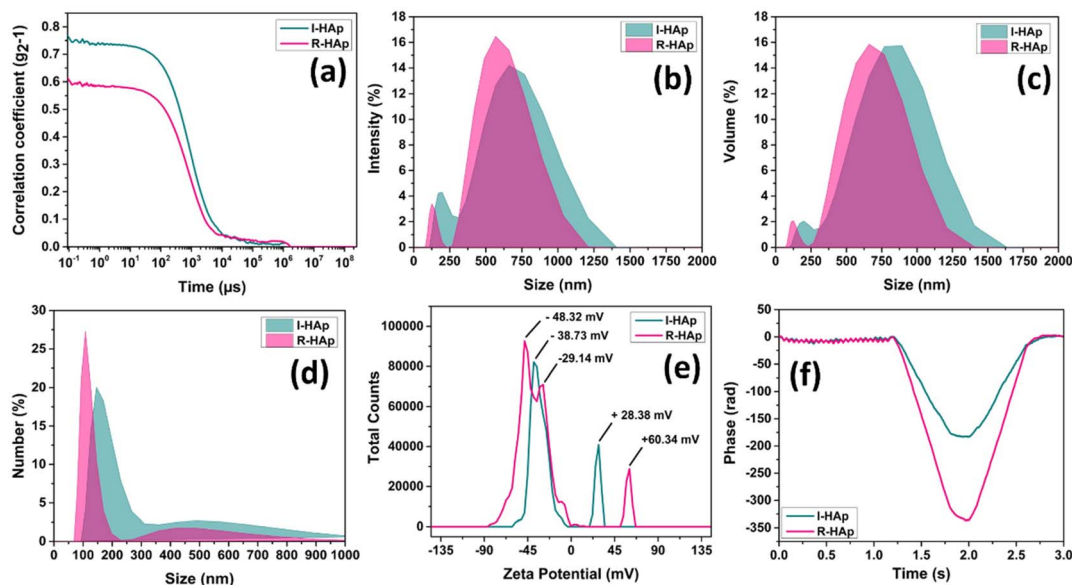 Correlation coefficient (g2-1)
0.8
0.7
0.6
0.5
0.4
0.3
0.2
0.1
0.0
I-HAp
R-HAp
(a)
10-1 100 101 102 103 104 105 106 107 108
Time (µs)
Intensity (%)
18
16
14
12
10
8
6
4
2
0
I-HAp
R-HAp
(b)
0 250 500 750 1000 1250 1500 1750 2000
Size (nm)
Volume (%)
18
16
14
12
10
8
6
4
2
0
I-HAp
R-HAp
(c)
0 250 500 750 1000 1250 1500 1750 2000
Size (nm)
Number (%)
30
25
20
15
10
5
0
I-HAp
R-HAp
(d)
0 100 200 300 400 500 600 700 800 900 1000
Size (nm)
Total Counts
100000
80000
60000
40000
20000
0
- 48.32 mV
- 38.73 mV
-29.14 mV
+ 28.38 mV
+60.34 mV
I-HAp
R-HAp
(e)
-135 -90 -45 0 45 90 135
Zeta Potential (mV)
Phase (rad)
50
0
-50
-100
-150
-200
-250
-300
-350
(f)
I-HAp
R-HAp
0.0 0.5 1.0 1.5 2.0 2.5 3.0
Time (s)